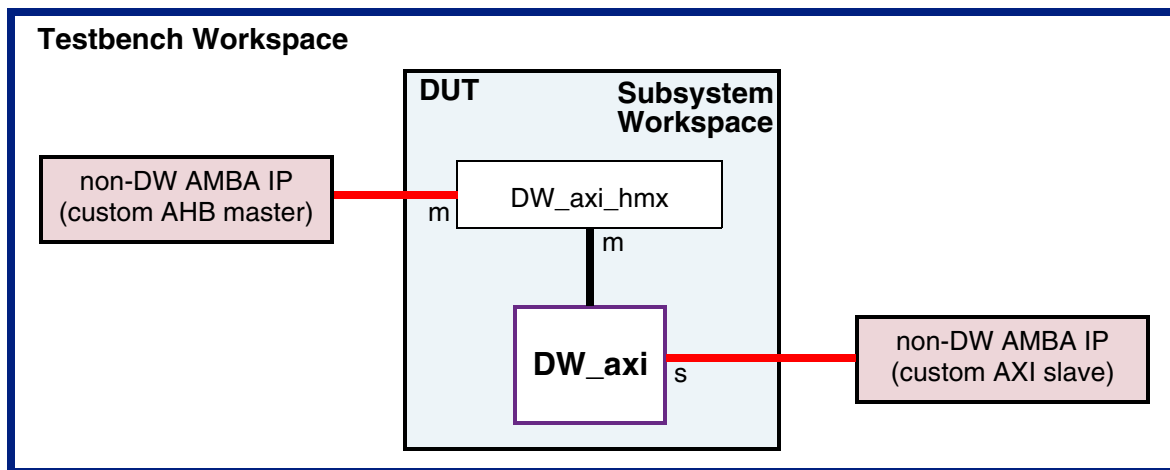 Testbench Workspace
DUT
Subsystem
Workspace
non-DW AMBA IP
(custom AHB master)
m
DW_axi_hmx
m
DW_axi
s
non-DW AMBA IP
(custom AXI slave)